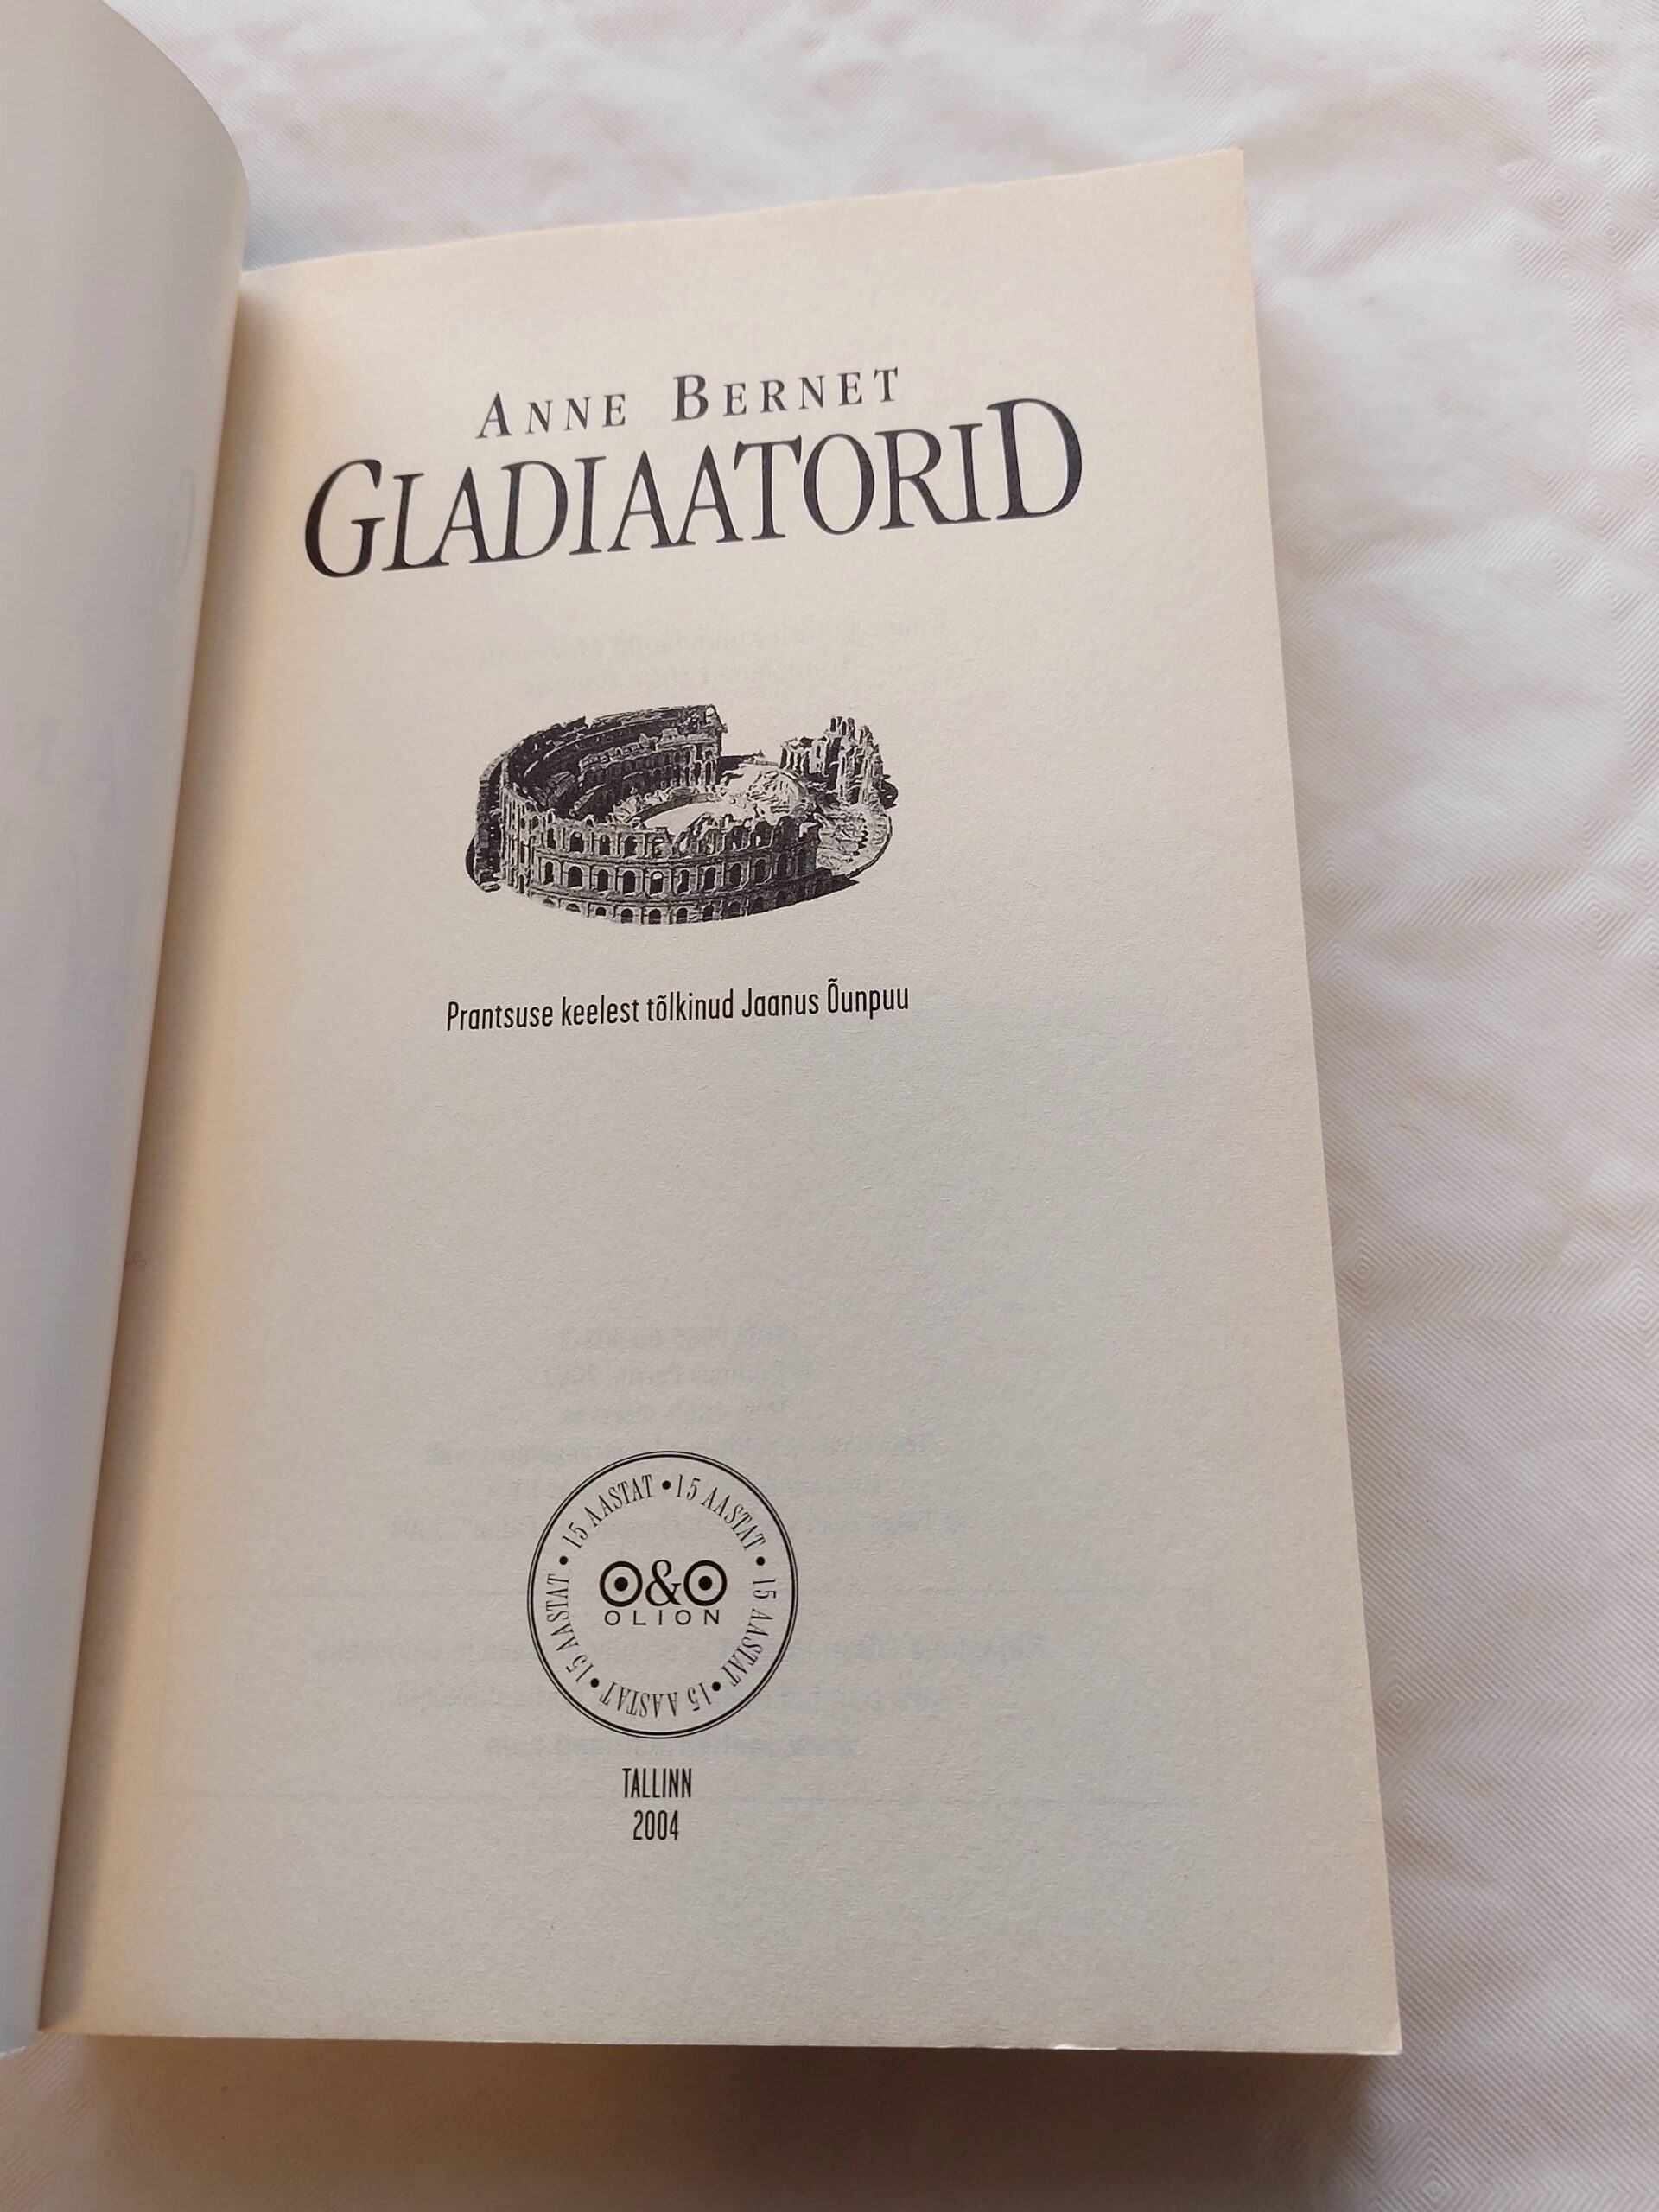 ANNE BERNET
GLADIAATORID
Prantsuse keelest tõlkinud Jaanus Õunpuu
15 AASTAT • 15 AASTAT • 15 AASTAT • 15 AASTAT • 15 AASTAT •
O&O
OLION
TALLINN
2004